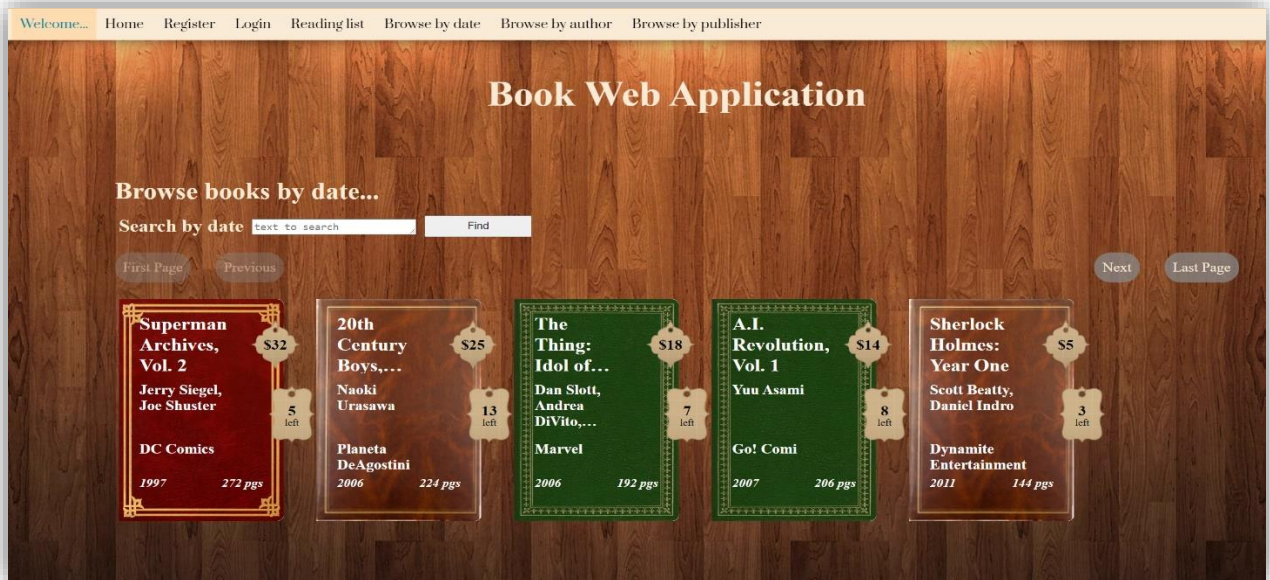 Welcome... Home Register Login Reading list Browse by date Browse by author Browse by publisher
Book Web Application
Browse books by date...
Search by date text to search Find
First Page Previous Next Last Page
Superman
Archives,
Vol. 2
$32
Jerry Siegel,
Joe Shuster
5
left
DC Comics
1997 272 pgs
20th
Century
Boys,...
$25
Naoki
Urasawa
13
left
Planeta
DeAgostini
2006 224 pgs
The
Thing:
Idol of...
$18
Dan Slott,
Andrea
DiVito,...
7
left
Marvel
2006 192 pgs
A.I.
Revolution,
Vol. 1
$14
Yuu Asami
8
left
Go! Comi
2007 206 pgs
Sherlock
Holmes:
Year One
$5
Scott Beatty,
Daniel Indro
3
left
Dynamite
Entertainment
2011 144 pgs